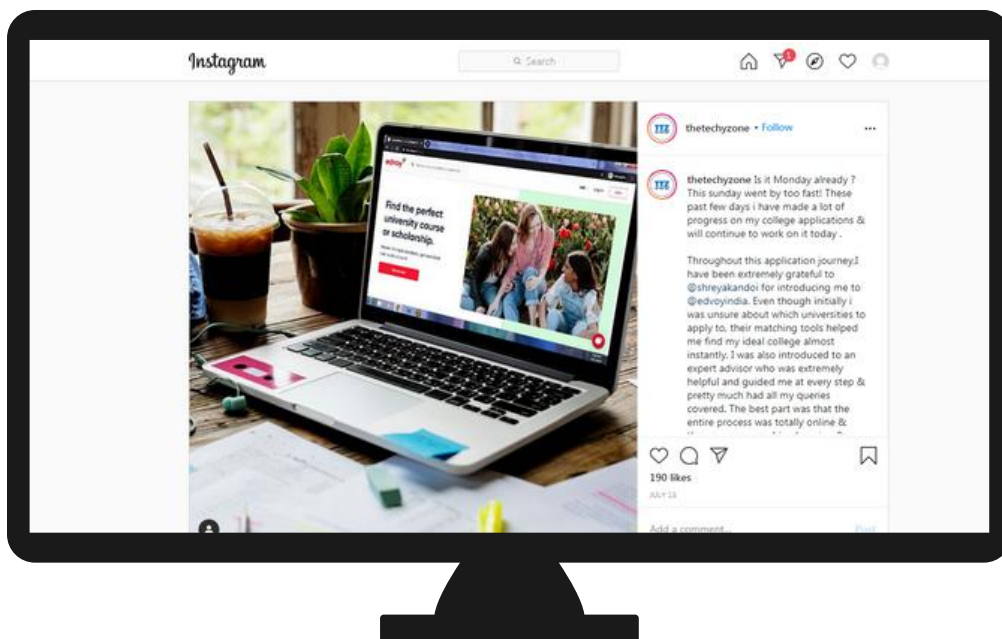 Instagram
Search
1
TTZ
thetechyzone • Follow
...
TTZ
thetechyzone Is it Monday already ?
This sunday went by too fast! These
past few days i have made a lot of
progress on my college applications &
will continue to work on it today .
Throughout this application journey,I
have been extremely grateful to
@shreyakandoi for introducing me to
@edvoyindia. Even though initially i
was unsure about which universities to
apply to, their matching tools helped
me find my ideal college almost
instantly. I was also introduced to an
expert advisor who was extremely
helpful and guided me at every step &
pretty much had all my queries
covered. The best part was that the
entire process was totally online &
edvoy
Find the perfect
university course
or scholarship.
190 likes
JULY 13
Add a comment...
Post